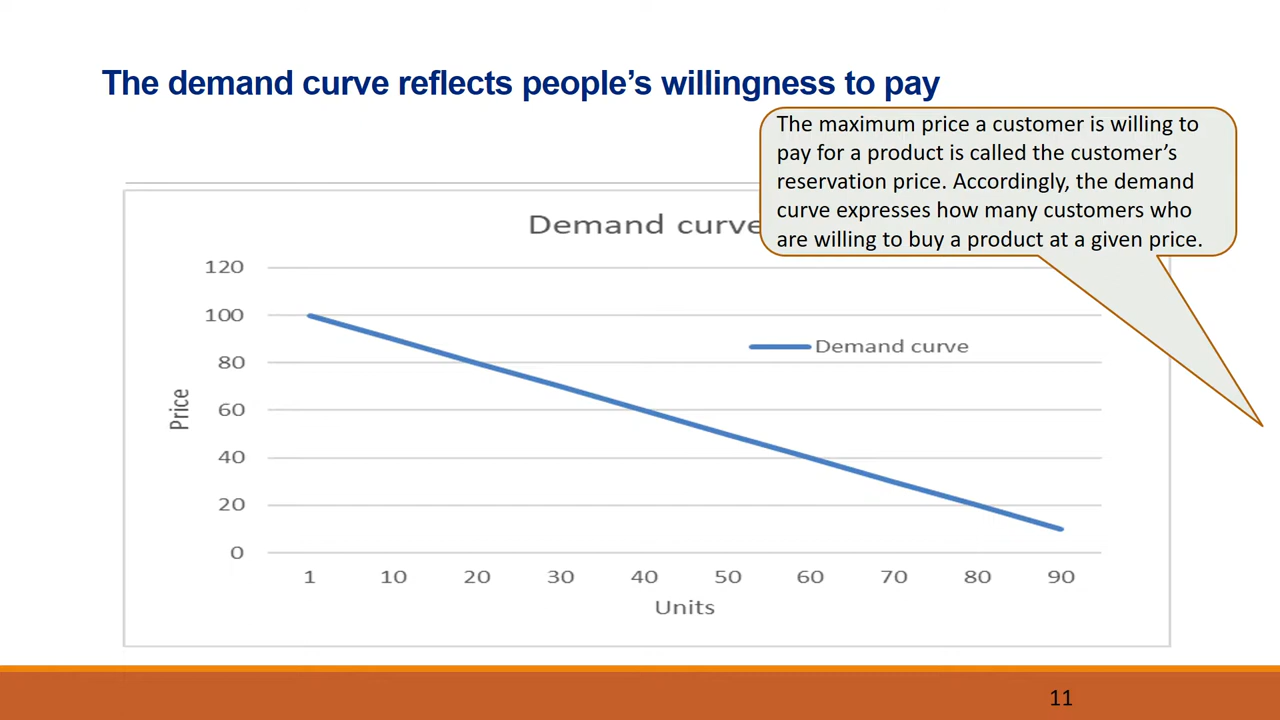 The demand curve reflects people’s willingness to pay
The maximum price a customer is willing to
pay for a product is called the customer’s
reservation price. Accordingly, the demand
curve expresses how many customers who
are willing to buy a product at a given price.
Demand curve
120
100
80
60
40
20
0
Price
Demand curve
1 10 20 30 40 50 60 70 80 90
Units
11